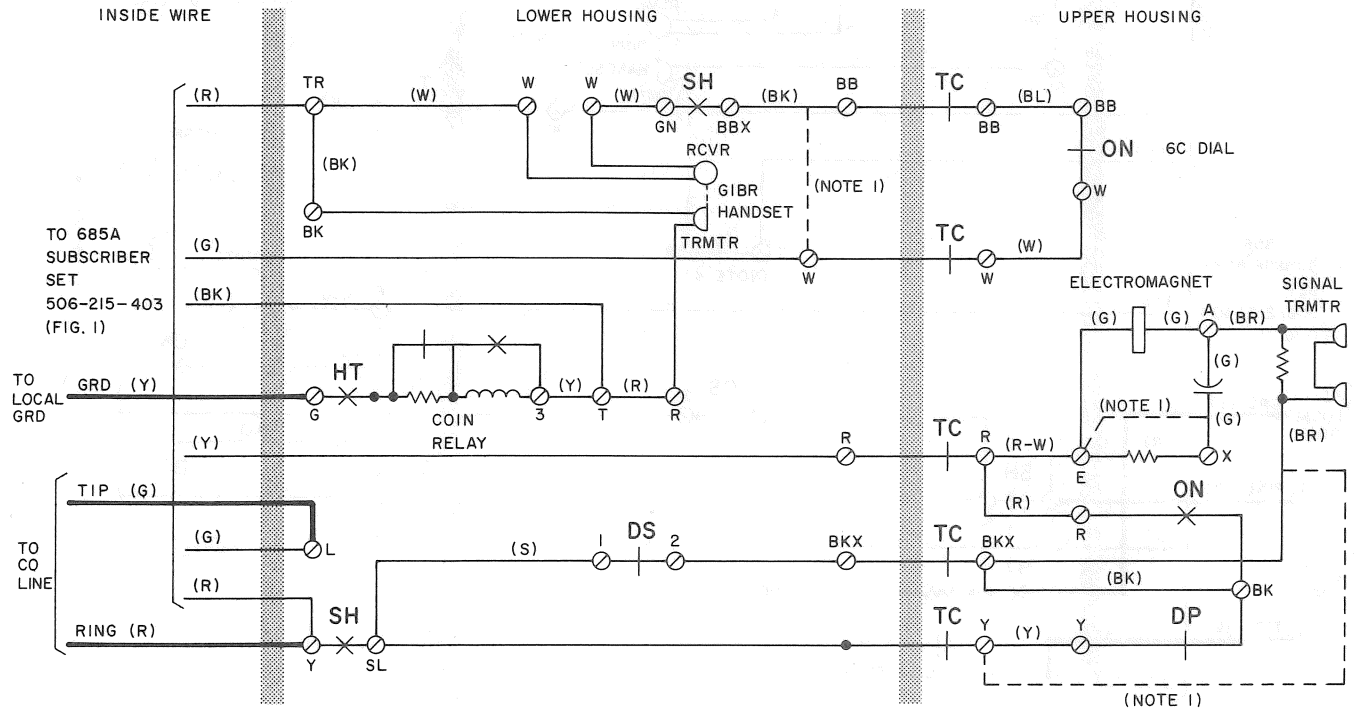 INSIDE WIRE
LOWER HOUSING
UPPER HOUSING
(R)
TR
(W)
W
W
(W)
SH
GN
BBX
(BK)
BB
TC
BB
(BL)
BB
ON
6C DIAL
(BK)
RCVR
GIBR
HANDSET
TRMTR
(NOTE 1)
W
BK
TO 685A
SUBSCRIBER
SET
506-215-403
(FIG. 1)
(G)
W
TC
W
(W)
(BK)
ELECTROMAGNET
SIGNAL
TRMTR
(G)
(G)
A
(BR)
(G)
TO
LOCAL
GRD
GRD (Y)
G
HT
COIN
RELAY
3
(Y)
T
(R)
R
(NOTE 1)
(G)
(BR)
(Y)
R
TC
R
(R-W)
E
X
(R)
R
ON
TO
CO
LINE
TIP (G)
(G)
L
(S)
1
DS
2
BKX
TC
BKX
(BK)
BK
(R)
RING (R)
Y
SH
SL
TC
Y
(Y)
Y
DP
(NOTE 1)